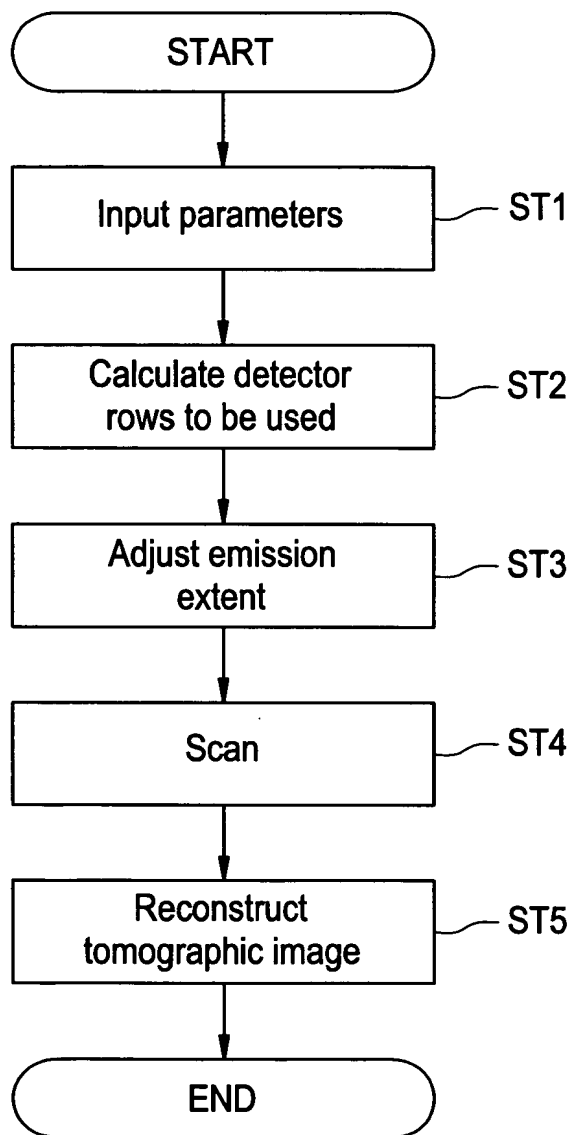 START
Input parameters
ST1
Calculate detector
rows to be used
ST2
Adjust emission
extent
ST3
Scan
ST4
Reconstruct
tomographic image
ST5
END